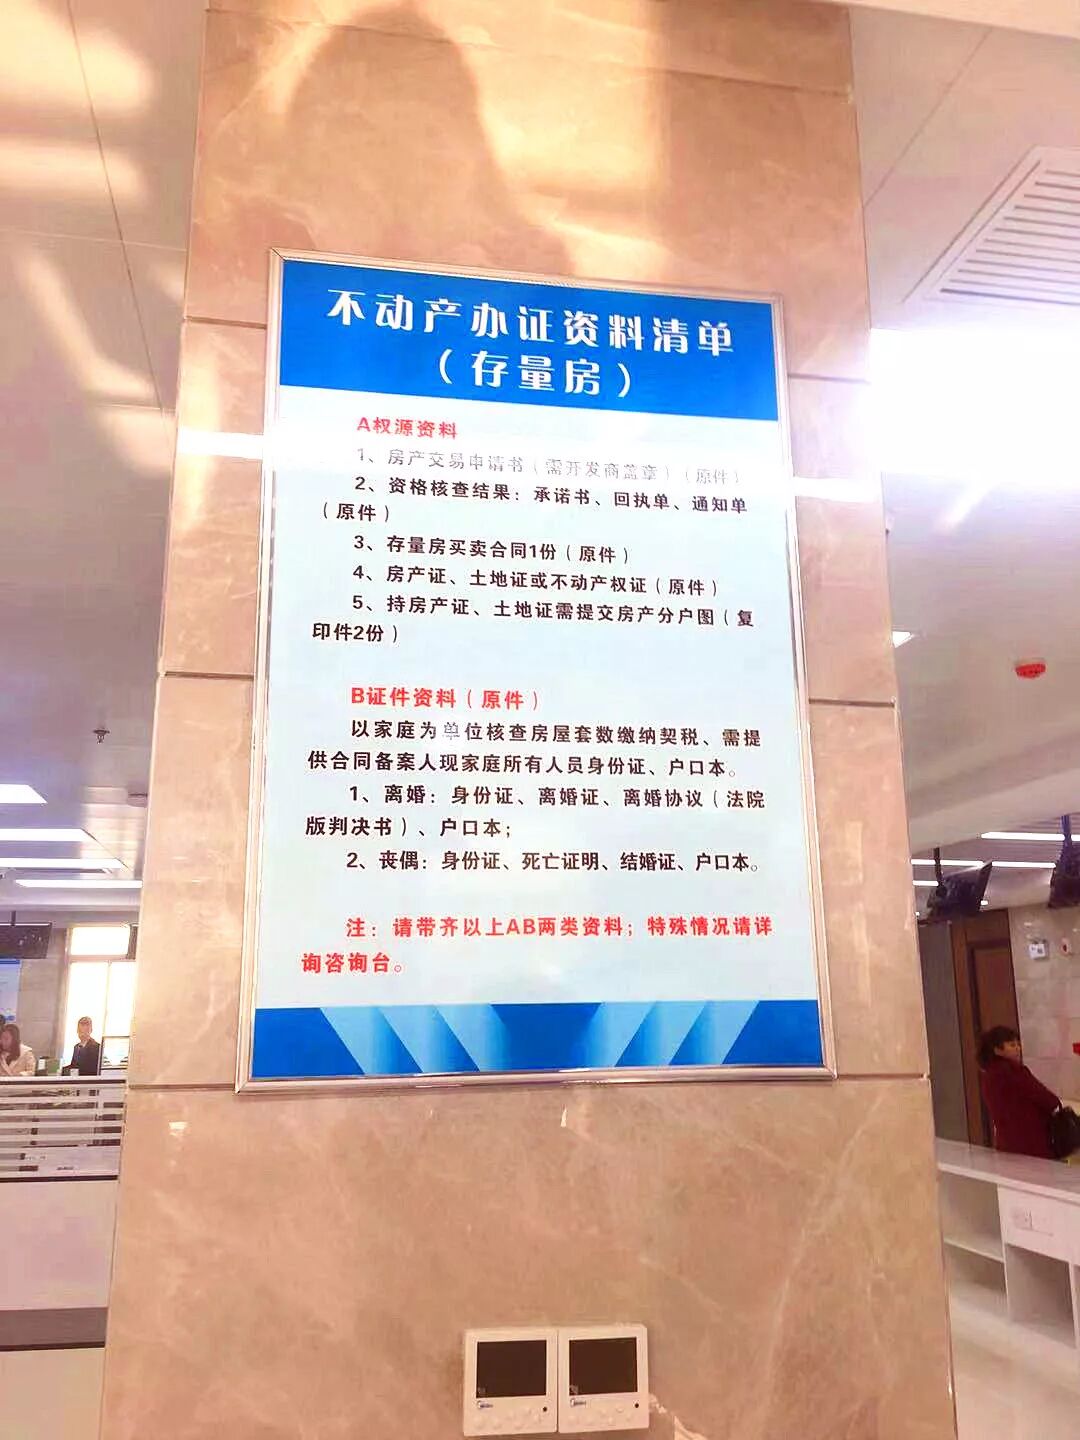 不动产办证资料清单
（存量房）
A权源资料
1、房产交易申请书（需开发商盖章）（原件）
2、资格核查结果：承诺书、回执单、通知单
（原件）
3、存量房买卖合同1份（原件）
4、房产证、土地证或不动产权证（原件）
5、持房产证、土地证需提交房产分户图（复
印件2份）
B证件资料（原件）
以家庭为单位核查房屋套数缴纳契税、需提
供合同备案人现家庭所有人员身份证、户口本。
1、离婚：身份证、离婚证、离婚协议（法院
版判决书）、户口本；
2、丧偶：身份证、死亡证明、结婚证、户口本。
注：请带齐以上AB两类资料；特殊情况请详
询咨询台。
Midea
Midea